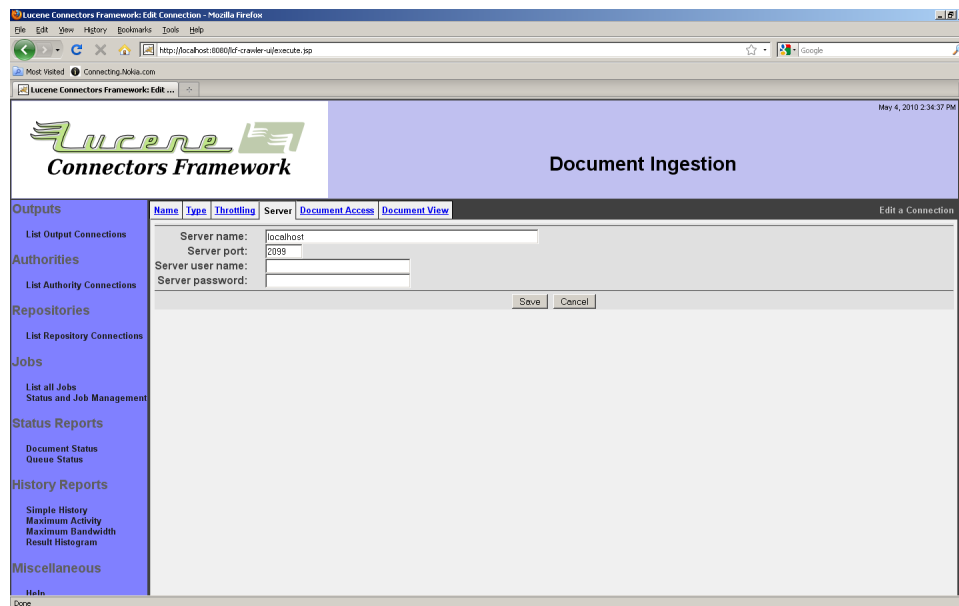 Lucene Connectors Framework: Edit Connection - Mozilla Firefox
File Edit View History Bookmarks Tools Help
http://localhost:8080/lcf-crawler-ui/execute.jsp
Google
Most Visited Connecting.Nokia.com
Lucene Connectors Framework: Edit ...
May 4, 2010 2:34:37 PM
Lucene
Connectors Framework
Document Ingestion
Name Type Throttling Server Document Access Document View
Edit a Connection
Outputs
List Output Connections
Authorities
List Authority Connections
Repositories
List Repository Connections
Jobs
List all Jobs
Status and Job Management
Status Reports
Document Status
Queue Status
History Reports
Simple History
Maximum Activity
Maximum Bandwidth
Result Histogram
Miscellaneous
Help
Server name: localhost
Server port: 2099
Server user name:
Server password:
Save Cancel
Done